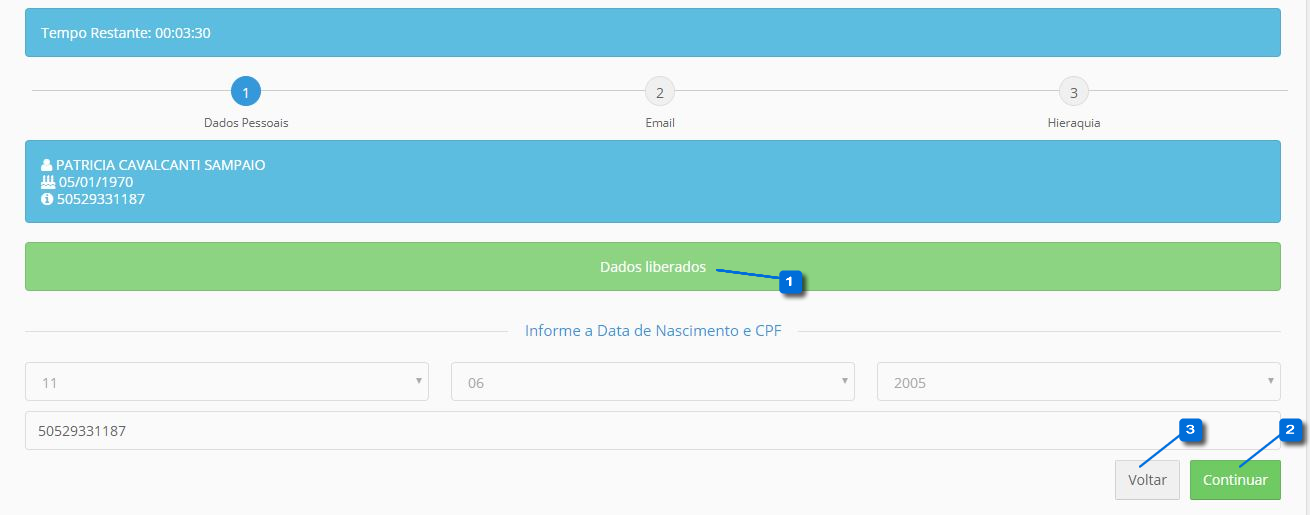 Tempo Restante: 00:03:30
1 2 3
Dados Pessoais Email Hieraquia
PATRICIA CAVALCANTI SAMPAIO
05/01/1970
50529331187
Dados liberados
1
Informe a Data de Nascimento e CPF
11 06 2005
50529331187
3 2
Voltar Continuar